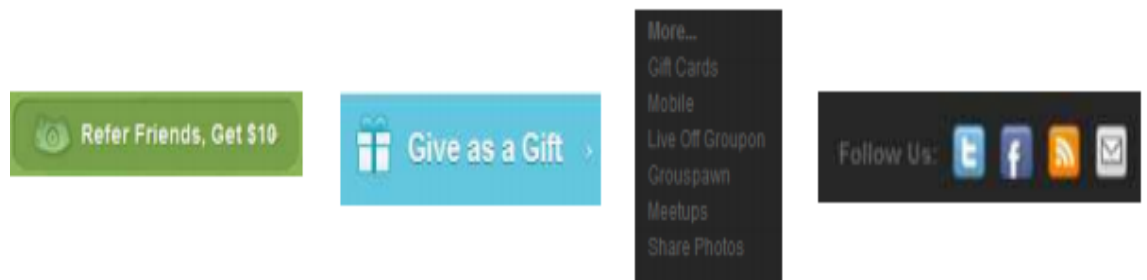 Refer Friends, Get $10
Give as a Gift ›
More...
Gift Cards
Mobile
Live Off Groupon
Grouspawn
Meetups
Share Photos
Follow Us: